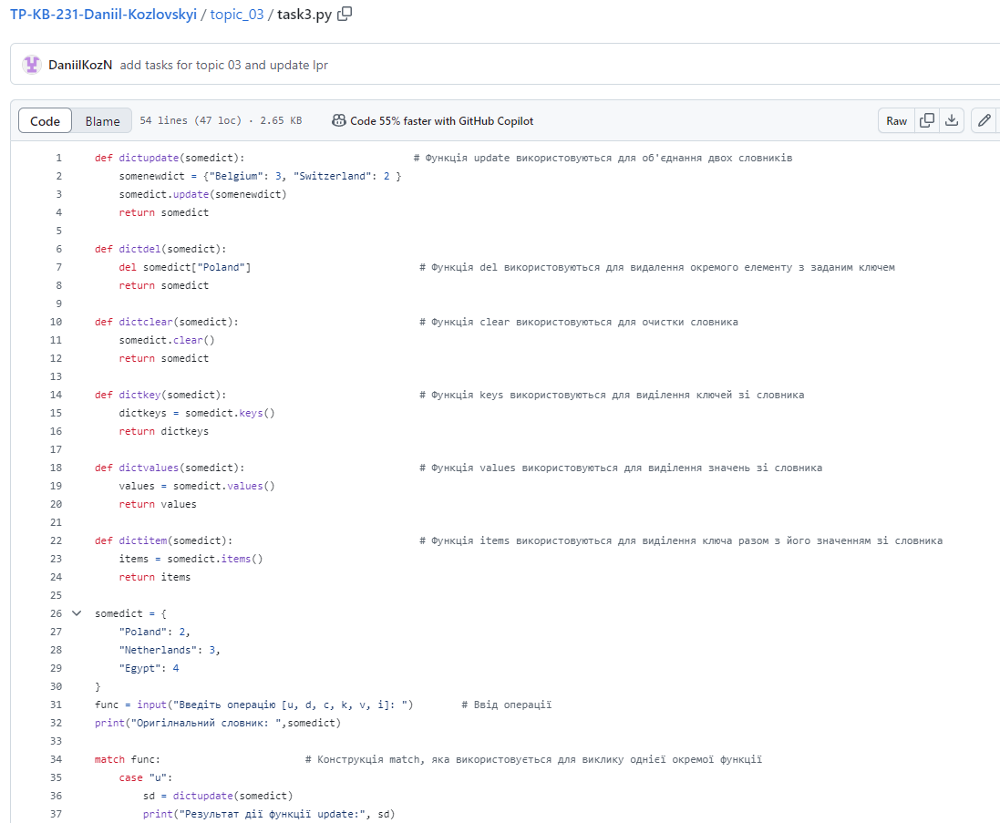 TP-KB-231-Daniil-Kozlovskyi / topic_03 / task3.py
DaniilKozN add tasks for topic 03 and update lpr
Code Blame 54 lines (47 loc) · 2.65 KB Code 55% faster with GitHub Copilot Raw
1 def dictupdate(somedict): # Функція update використовуються для об'єднання двох словників
2 somenewdict = {"Belgium": 3, "Switzerland": 2 }
3 somedict.update(somenewdict)
4 return somedict
5
6 def dictdel(somedict):
7 del somedict["Poland"] # Функція del використовуються для видалення окремого елементу з заданим ключем
8 return somedict
9
10 def dictclear(somedict): # Функція clear використовуються для очистки словника
11 somedict.clear()
12 return somedict
13
14 def dictkey(somedict): # Функція keys використовуються для виділення ключей зі словника
15 dictkeys = somedict.keys()
16 return dictkeys
17
18 def dictvalues(somedict): # Функція values використовуються для виділення значень зі словника
19 values = somedict.values()
20 return values
21
22 def dictitem(somedict): # Функція items використовуються для виділення ключа разом з його значенням зі словника
23 items = somedict.items()
24 return items
25
26 somedict = {
27 "Poland": 2,
28 "Netherlands": 3,
29 "Egypt": 4
30 }
31 func = input("Введіть операцію [u, d, c, k, v, i]: ") # Ввід операції
32 print("Оригілнальний словник: ",somedict)
33
34 match func: # Конструкція match, яка використовується для виклику однієї окремої функції
35 case "u":
36 sd = dictupdate(somedict)
37 print("Результат дії функції update:", sd)